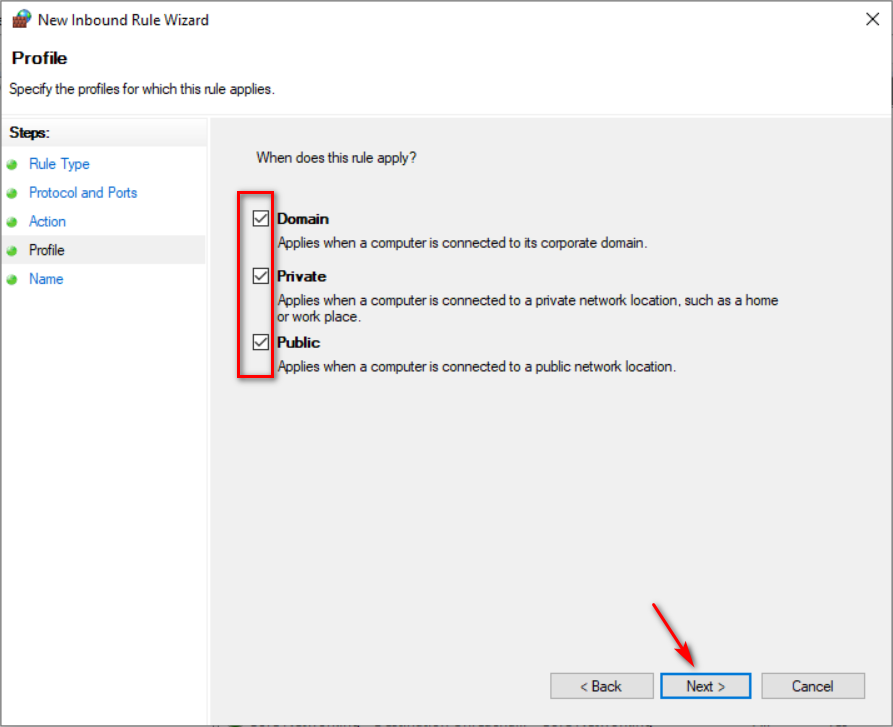 New Inbound Rule Wizard
Profile
Specify the profiles for which this rule applies.
Steps:
Rule Type
Protocol and Ports
Action
Profile
Name
When does this rule apply?
Domain
Applies when a computer is connected to its corporate domain.
Private
Applies when a computer is connected to a private network location, such as a home
or work place.
Public
Applies when a computer is connected to a public network location.
< Back
Next >
Cancel